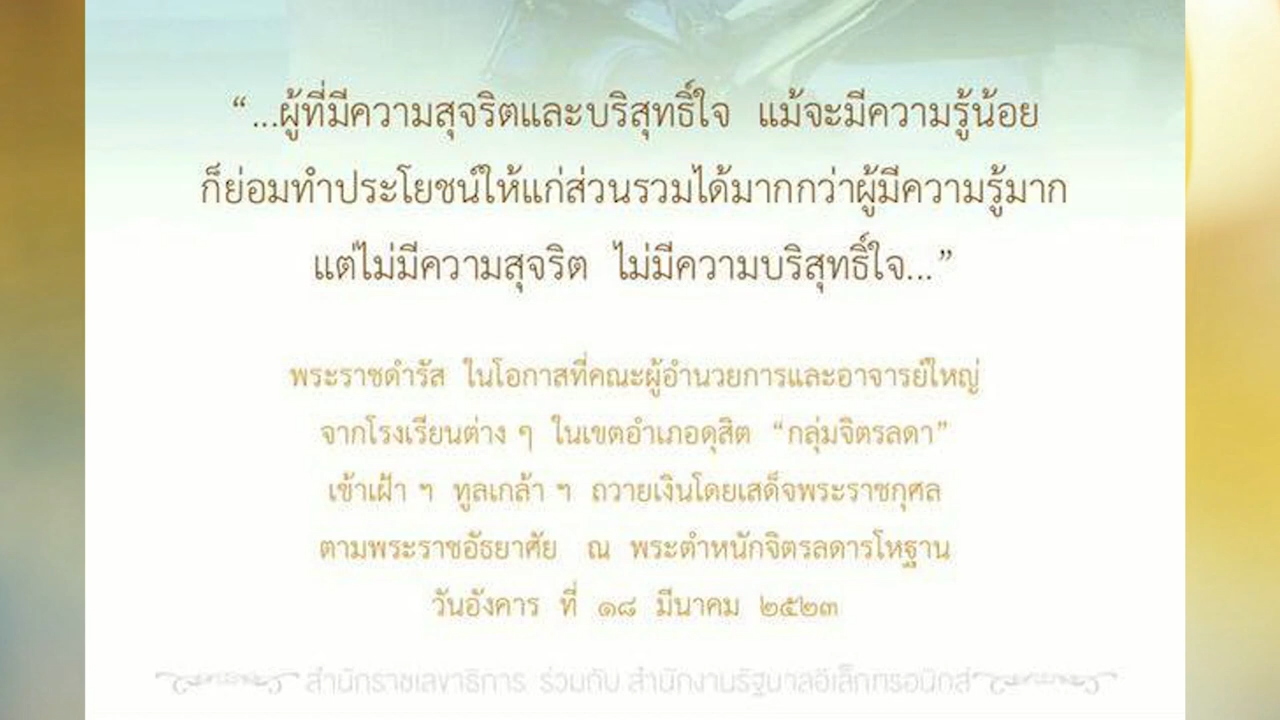 “...ผู้ที่มีความสุจริตและบริสุทธิ์ใจ แม้จะมีความรู้น้อย
ก็ย่อมทำประโยชน์ให้แก่ส่วนรวมได้มากกว่าผู้มีความรู้มาก
แต่ไม่มีความสุจริต ไม่มีความบริสุทธิ์ใจ...”
พระราชดำรัส ในโอกาสที่คณะผู้อำนวยการและอาจารย์ใหญ่
จากโรงเรียนต่าง ๆ ในเขตอำเภอดุสิต “กลุ่มจิตรลดา”
เข้าเฝ้า ฯ ทูลเกล้า ฯ ถวายเงินโดยเสด็จพระราชกุศล
ตามพระราชอัธยาศัย ณ พระตำหนักจิตรลดารโหฐาน
วันอังคาร ที่ ๑๘ มีนาคม ๒๕๒๓
สำนักราชเลขาธิการ ร่วมกับ สำนักงานรัฐบาลอิเล็กทรอนิกส์